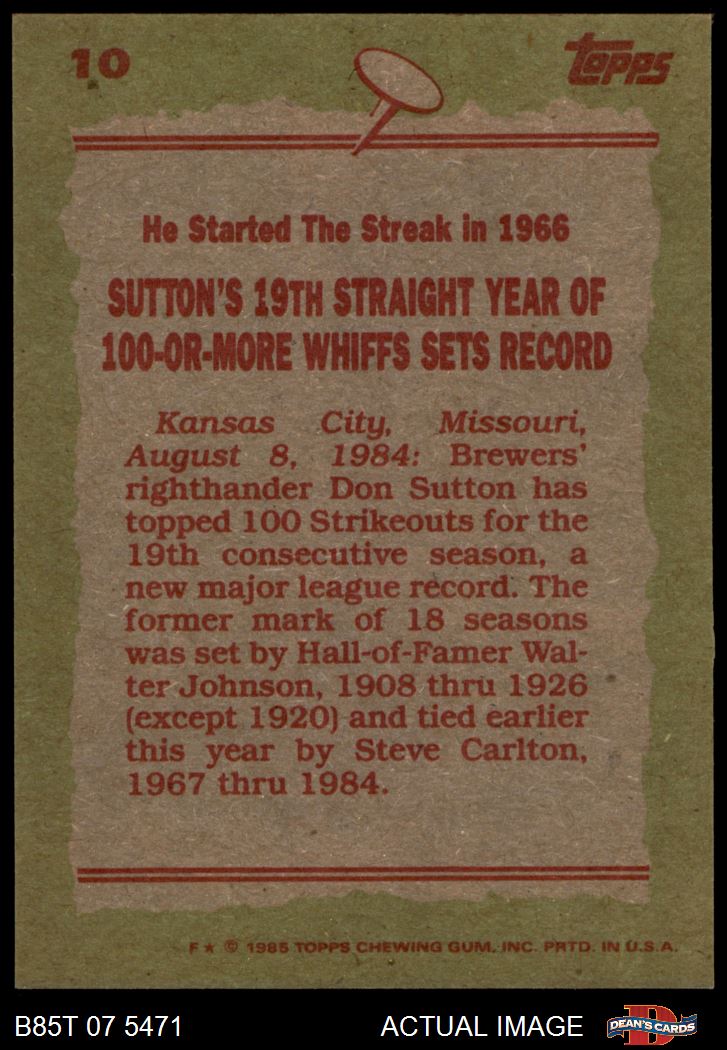 10
topps
He Started The Streak in 1966
SUTTON'S 19TH STRAIGHT YEAR OF
100-OR-MORE WHIFFS SETS RECORD
Kansas City, Missouri,
August 8, 1984: Brewers'
righthander Don Sutton has
topped 100 Strikeouts for the
19th consecutive season, a
new major league record. The
former mark of 18 seasons
was set by Hall-of-Famer Wal-
ter Johnson, 1908 thru 1926
(except 1920) and tied earlier
this year by Steve Carlton,
1967 thru 1984.
F ★ © 1985 TOPPS CHEWING GUM, INC. PRTD. IN U.S.A.
B85T 07 5471
ACTUAL IMAGE
D
DEAN'S CARDS